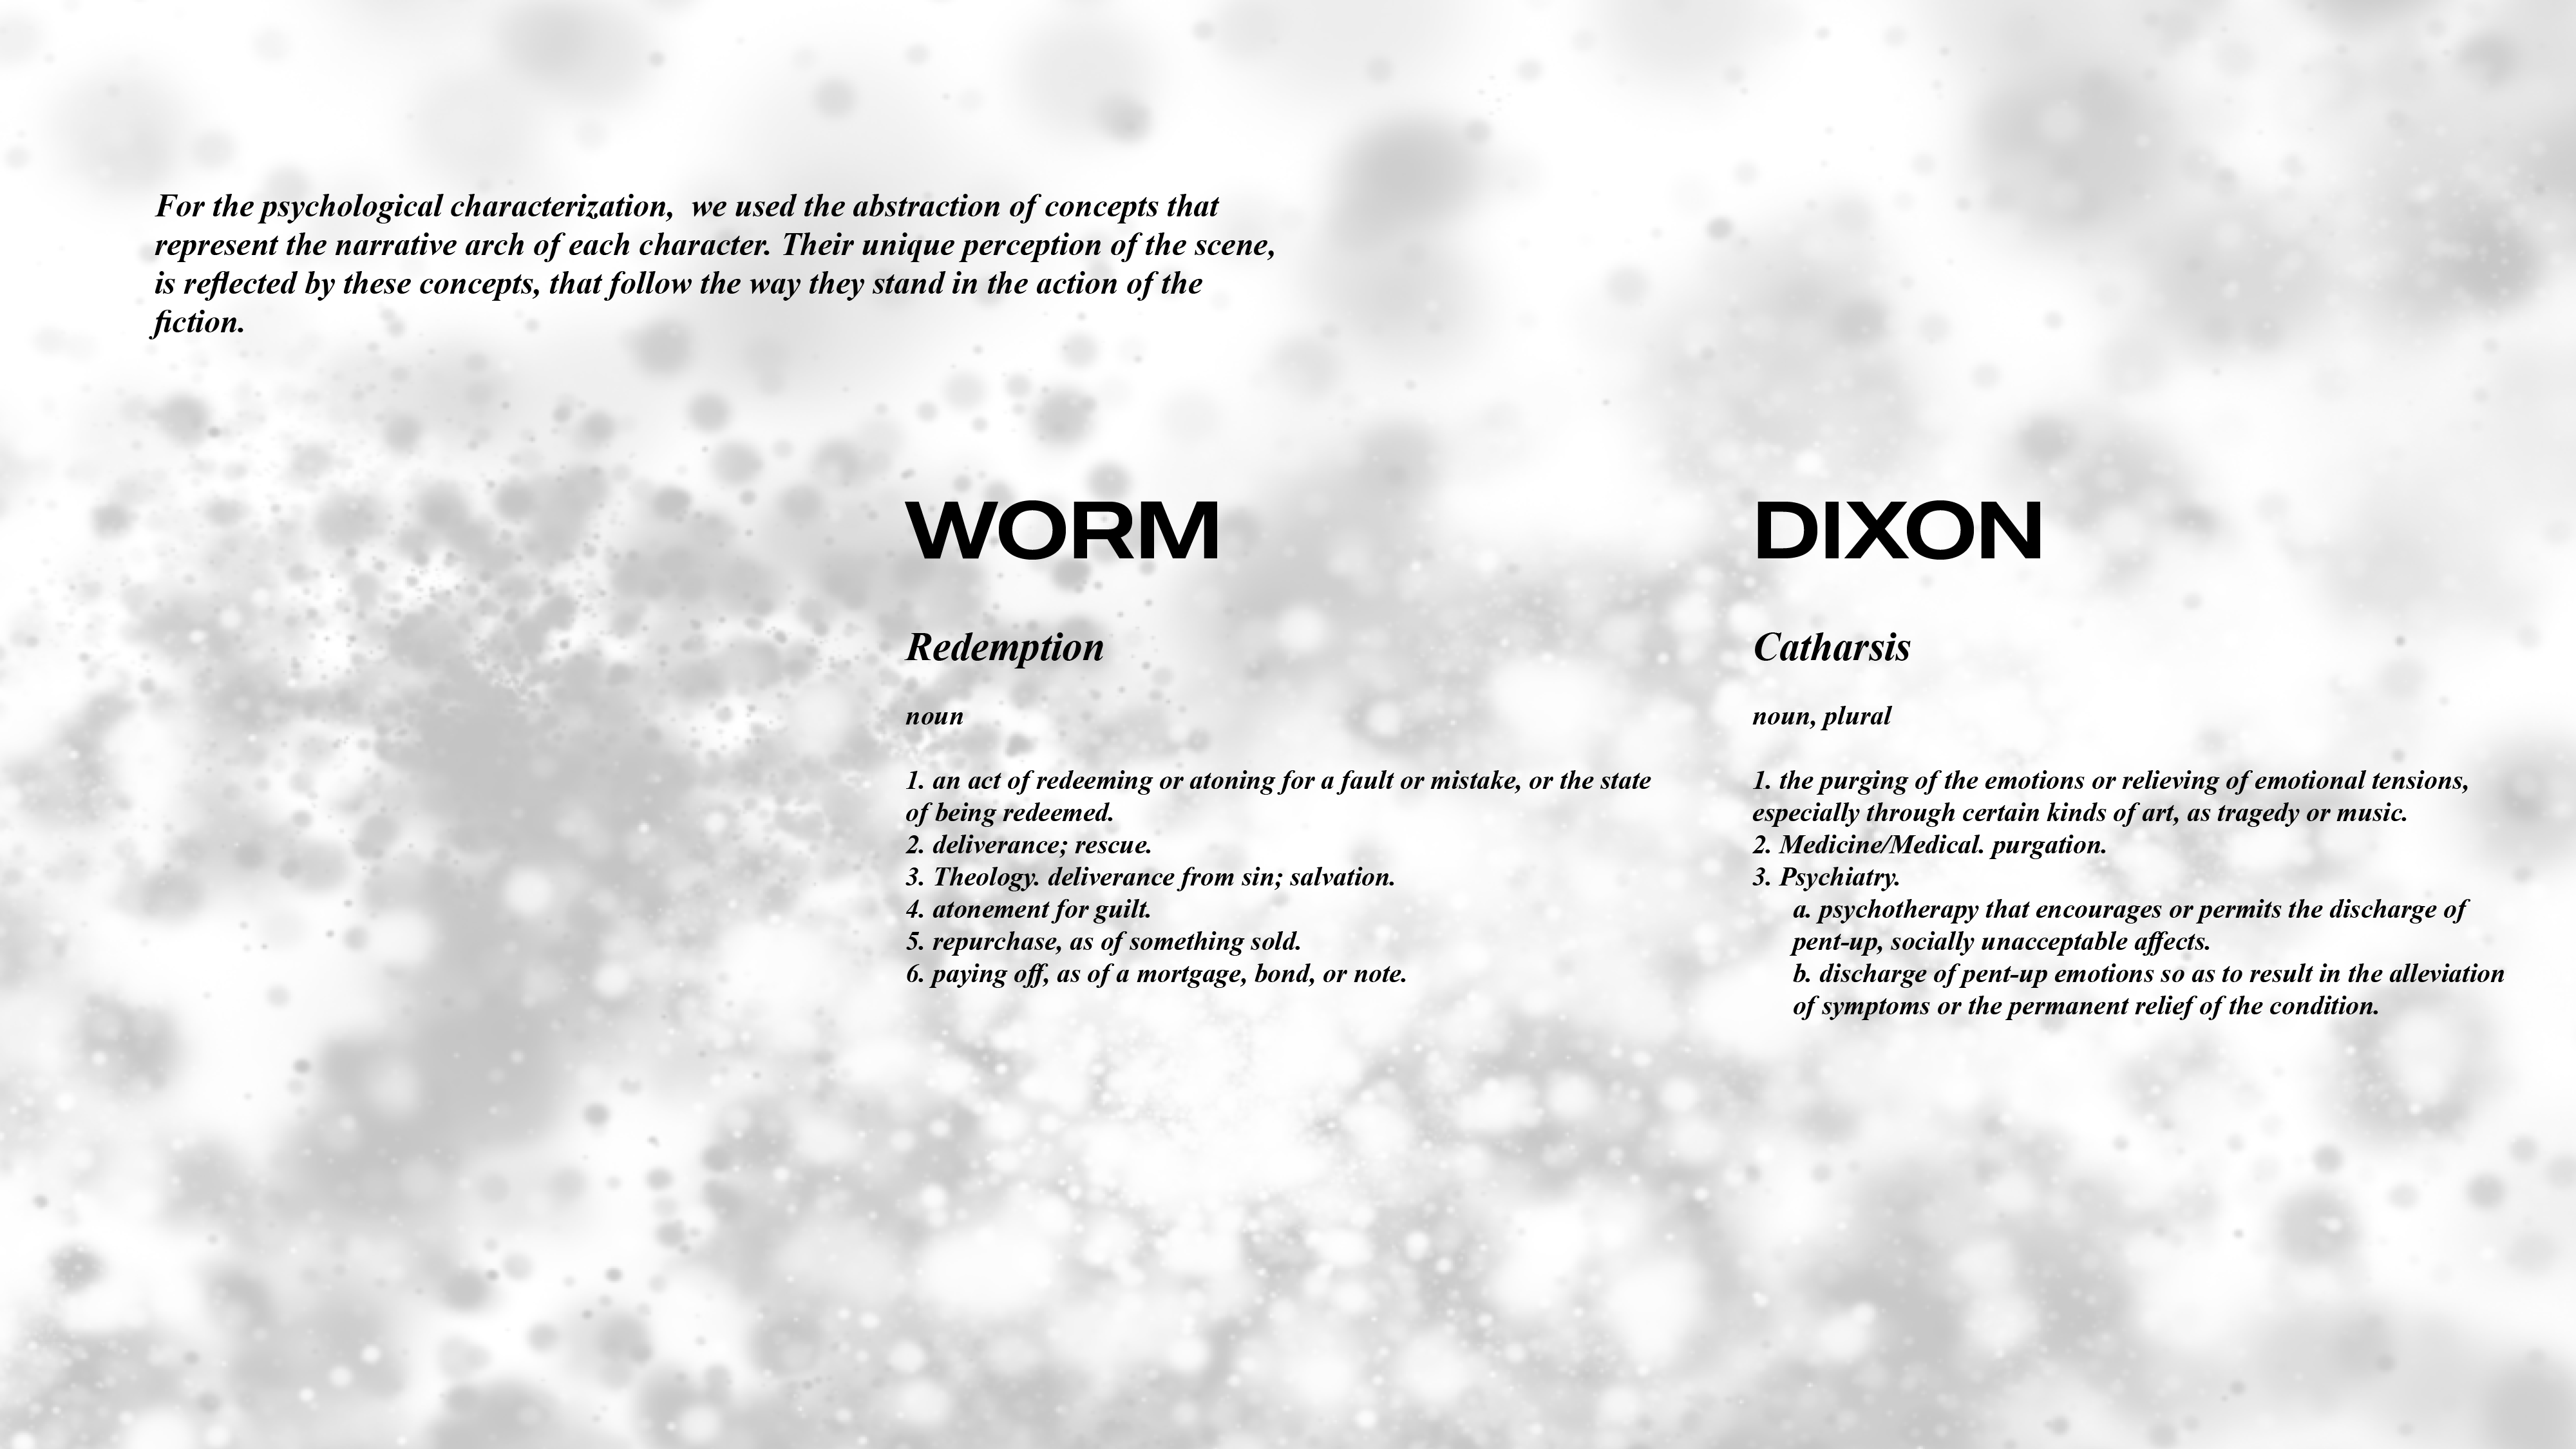 For the psychological characterization,  we used the abstraction of concepts that
represent the narrative arch of each character. Their unique perception of the scene,
is reflected by these concepts, that follow the way they stand in the action of the
fiction.
WORM
Redemption
noun
1. an act of redeeming or atoning for a fault or mistake, or the state
of being redeemed.
2. deliverance; rescue.
3. Theology. deliverance from sin; salvation.
4. atonement for guilt.
5. repurchase, as of something sold.
6. paying off, as of a mortgage, bond, or note.
DIXON
Catharsis
noun, plural
1. the purging of the emotions or relieving of emotional tensions,
especially through certain kinds of art, as tragedy or music.
2. Medicine/Medical. purgation.
3. Psychiatry.
a. psychotherapy that encourages or permits the discharge of
pent-up, socially unacceptable affects.
b. discharge of pent-up emotions so as to result in the alleviation
of symptoms or the permanent relief of the condition.